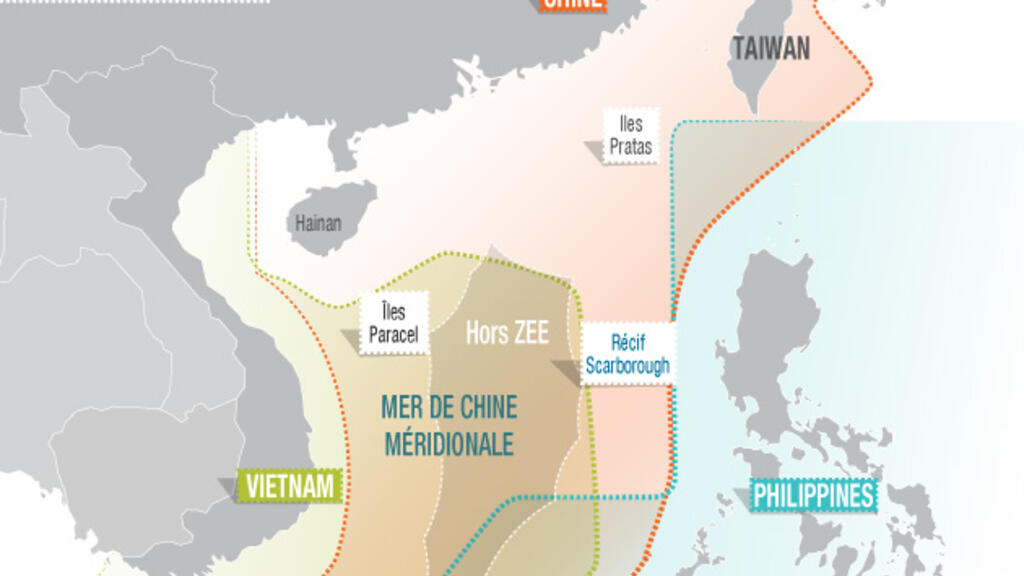 CHINE
TAIWAN
Iles
Pratas
Hainan
Îles
Paracel
Hors ZEE
Récif
Scarborough
MER DE CHINE
MÉRIDIONALE
VIETNAM
PHILIPPINES